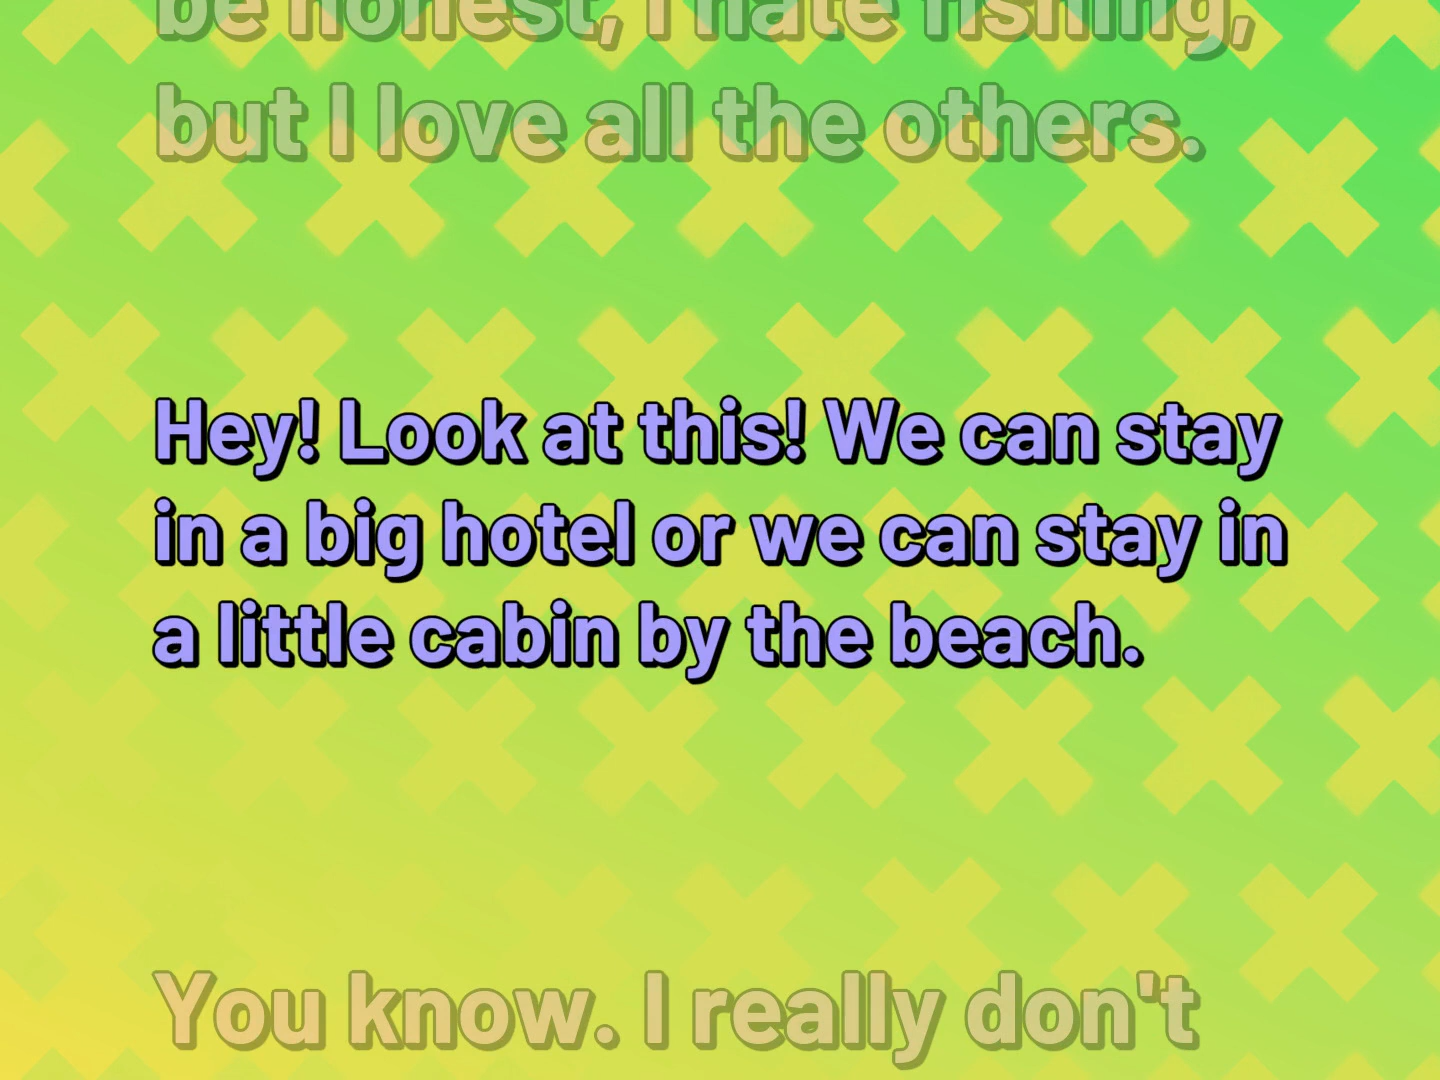 be honest, I hate fishing,
but I love all the others.
Hey! Look at this! We can stay
in a big hotel or we can stay in
a little cabin by the beach.
You know. I really don't